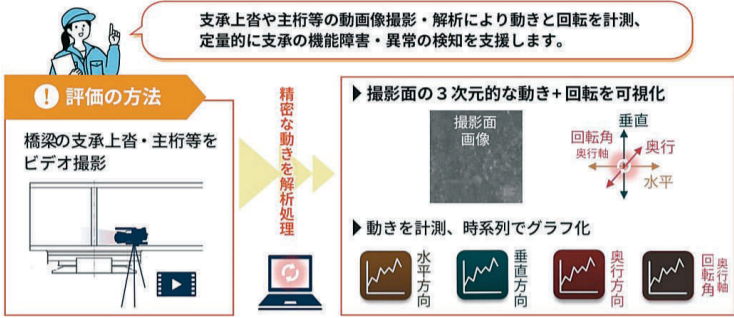 支承上沓や主桁等の動画像撮影・解析により動きと回転を計測、
定量的に支承の機能障害・異常の検知を支援します。
! 評価の方法
橋梁の支承上沓・主桁等を
ビデオ撮影
精密な動きを解析処理
▶撮影面の3次元的な動き+回転を可視化
撮影面
画像
垂直
回転角
奥行軸
奥行
水平
▶動きを計測、時系列でグラフ化
水平方向
垂直方向
奥行方向
回転角
奥行軸